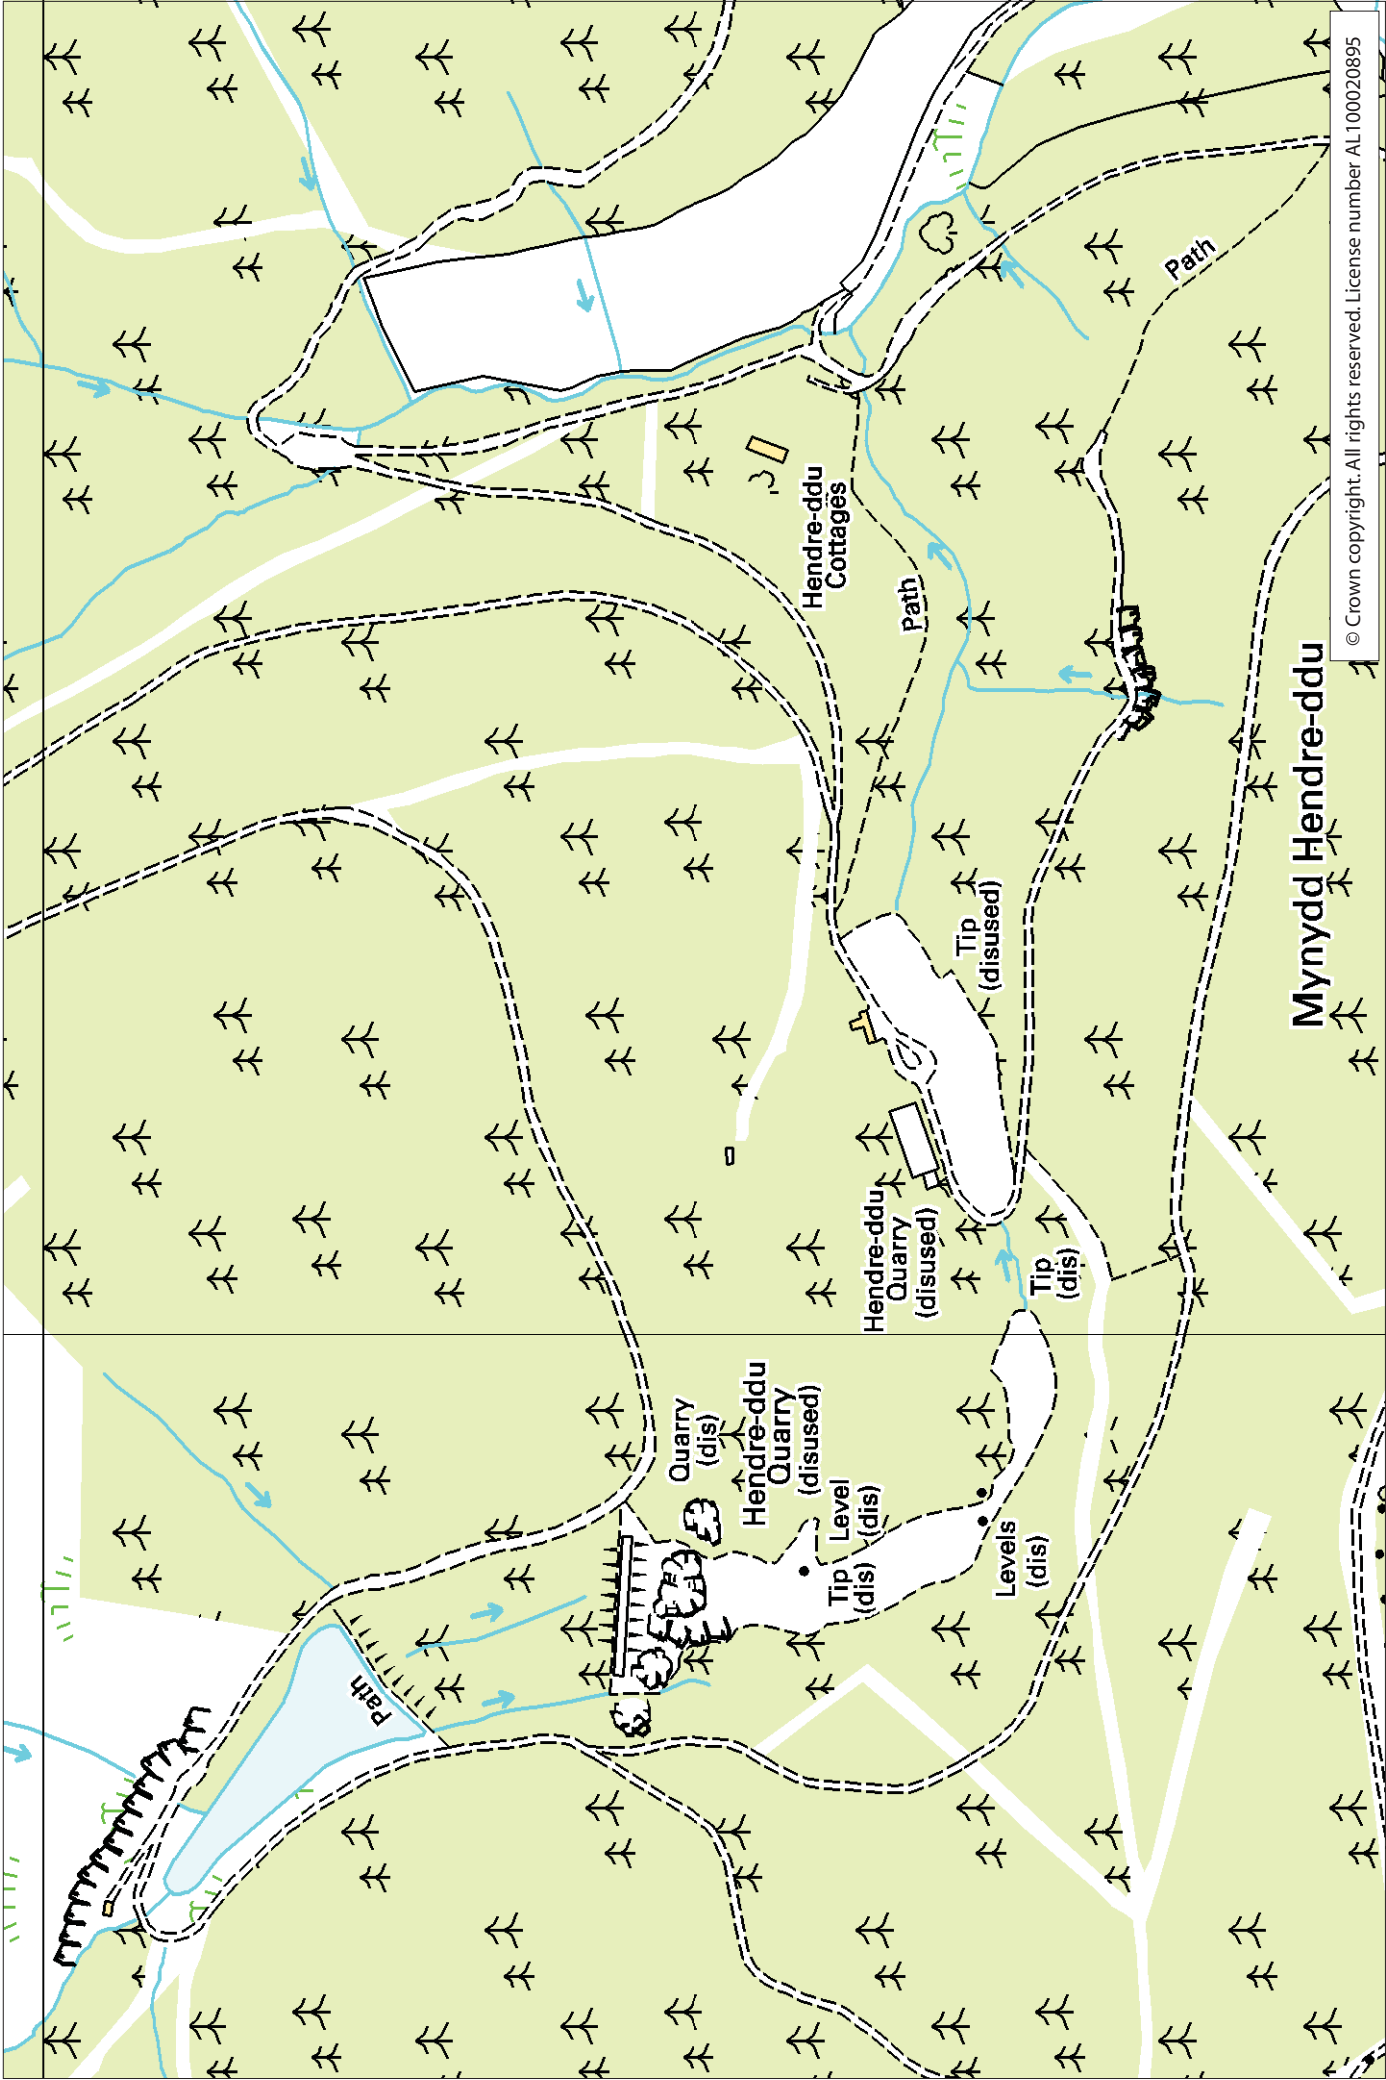 Path
Path
Hendre-ddu
Cottages
Path
Tip
(disused)
Mynydd Hendre-ddu
Hendre-ddu
Quarry
(disused)
Tip
(dis)
Quarry
(dis)
Hendre-ddu
Quarry
(disused)
Level
(dis)
Tip
(dis)
Levels
(dis)
Path
© Crown copyright. All rights reserved. License number AL100020895